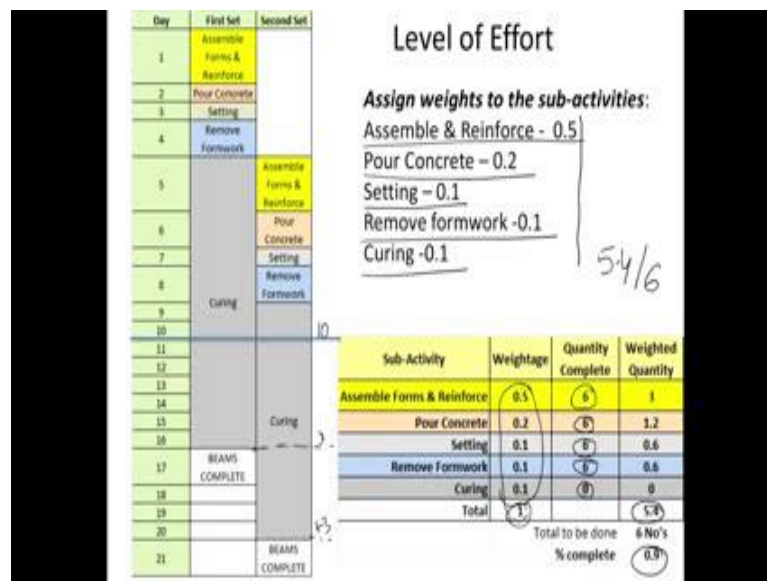 Day First Set Second Set
1 Assemble Forms & Reinforce
2 Pour Concrete
3 Setting
4 Remove Formwork
5 Assemble Forms & Reinforce
6 Pour Concrete
7 Setting
8 Remove Formwork
Curing
9
10
10
11
12
13
14
15 Curing
16
17 BEAMS COMPLETE
18
19
20
21 BEAMS COMPLETE
Level of Effort
Assign weights to the sub-activities:
Assemble & Reinforce - 0.5
Pour Concrete – 0.2
Setting – 0.1
Remove formwork -0.1
Curing -0.1
5.4/6
Sub-Activity Weightage Quantity Complete Weighted Quantity
Assemble Forms & Reinforce 0.5 6 3
Pour Concrete 0.2 6 1.2
Setting 0.1 6 0.6
Remove Formwork 0.1 6 0.6
Curing 0.1 0 0
Total 1 5.4
Total to be done 6 No's
% complete 0.9